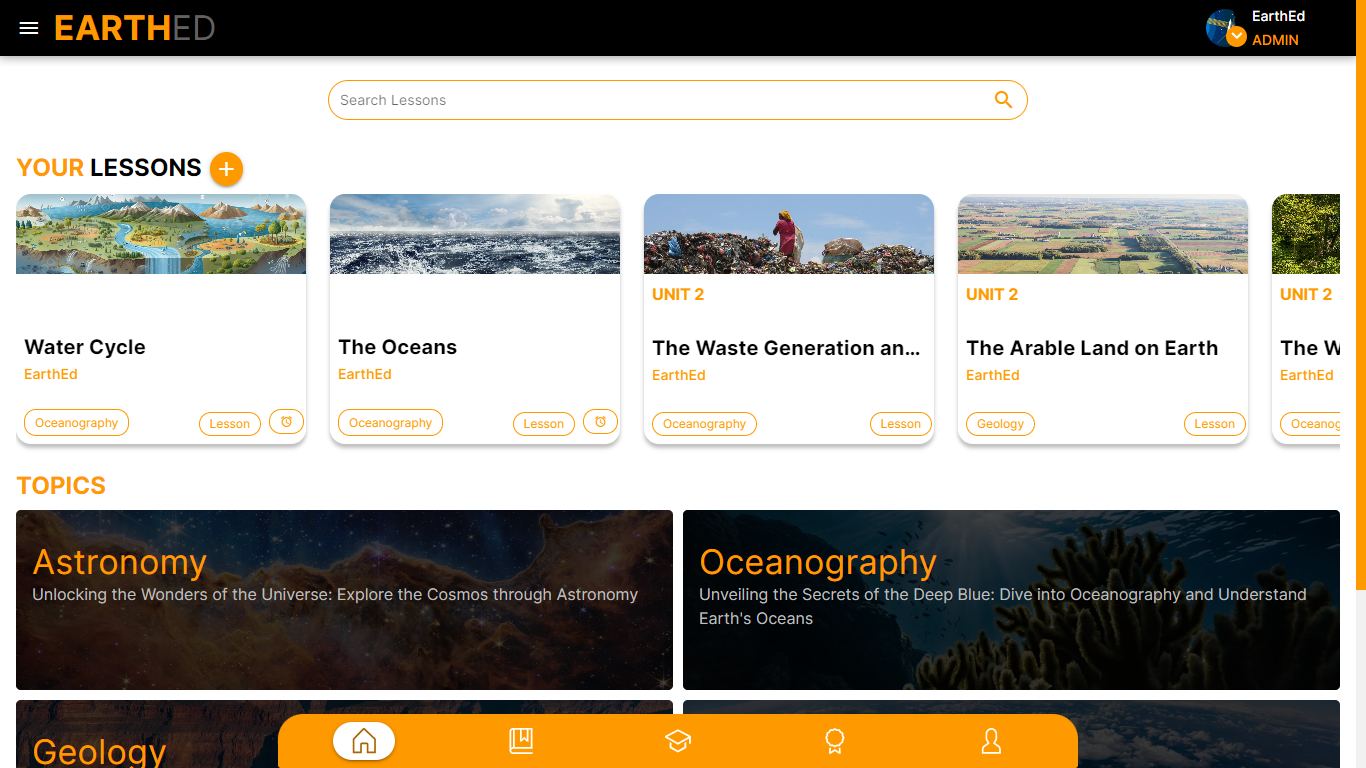 EARTHED
EarthEd
ADMIN
Search Lessons
YOUR LESSONS
Water Cycle
EarthEd
Oceanography
Lesson
The Oceans
EarthEd
Oceanography
Lesson
UNIT 2
The Waste Generation an...
EarthEd
Oceanography
Lesson
UNIT 2
The Arable Land on Earth
EarthEd
Geology
Lesson
UNIT 2
The W
EarthEd
Oceanog
TOPICS
Astronomy
Unlocking the Wonders of the Universe: Explore the Cosmos through Astronomy
Oceanography
Unveiling the Secrets of the Deep Blue: Dive into Oceanography and Understand
Earth's Oceans
Geology